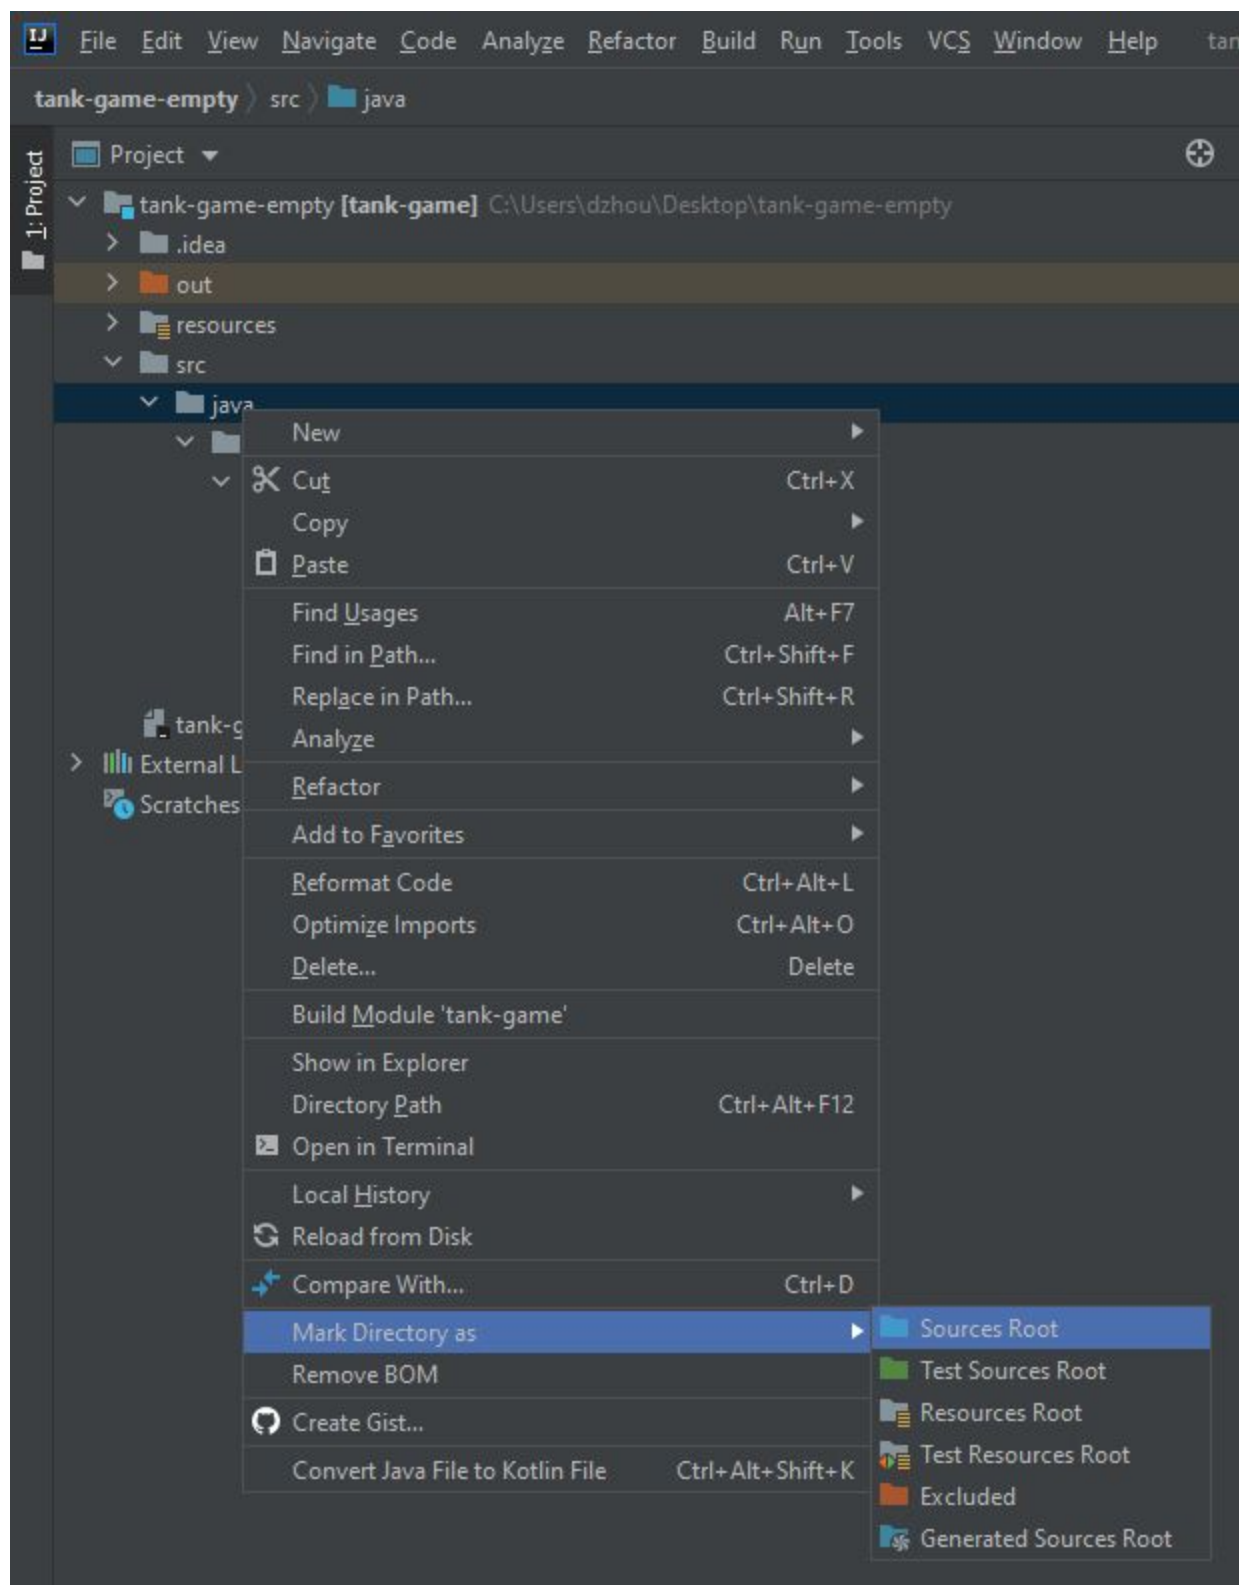 IJ File Edit View Navigate Code Analyze Refactor Build Run Tools VCS Window Help tan
tank-game-empty src java
1: Project
Project
tank-game-empty [tank-game] C:\Users\dzhou\Desktop\tank-game-empty
.idea
out
resources
src
java
New
Cut Ctrl+X
Copy
Paste Ctrl+V
Find Usages Alt+F7
Find in Path... Ctrl+Shift+F
Replace in Path... Ctrl+Shift+R
tank-g
Analyze
External L
Refactor
Scratches
Add to Favorites
Reformat Code Ctrl+Alt+L
Optimize Imports Ctrl+Alt+O
Delete... Delete
Build Module 'tank-game'
Show in Explorer
Directory Path Ctrl+Alt+F12
Open in Terminal
Local History
Reload from Disk
Compare With... Ctrl+D
Mark Directory as
Remove BOM
Create Gist...
Convert Java File to Kotlin File Ctrl+Alt+Shift+K
Sources Root
Test Sources Root
Resources Root
Test Resources Root
Excluded
Generated Sources Root